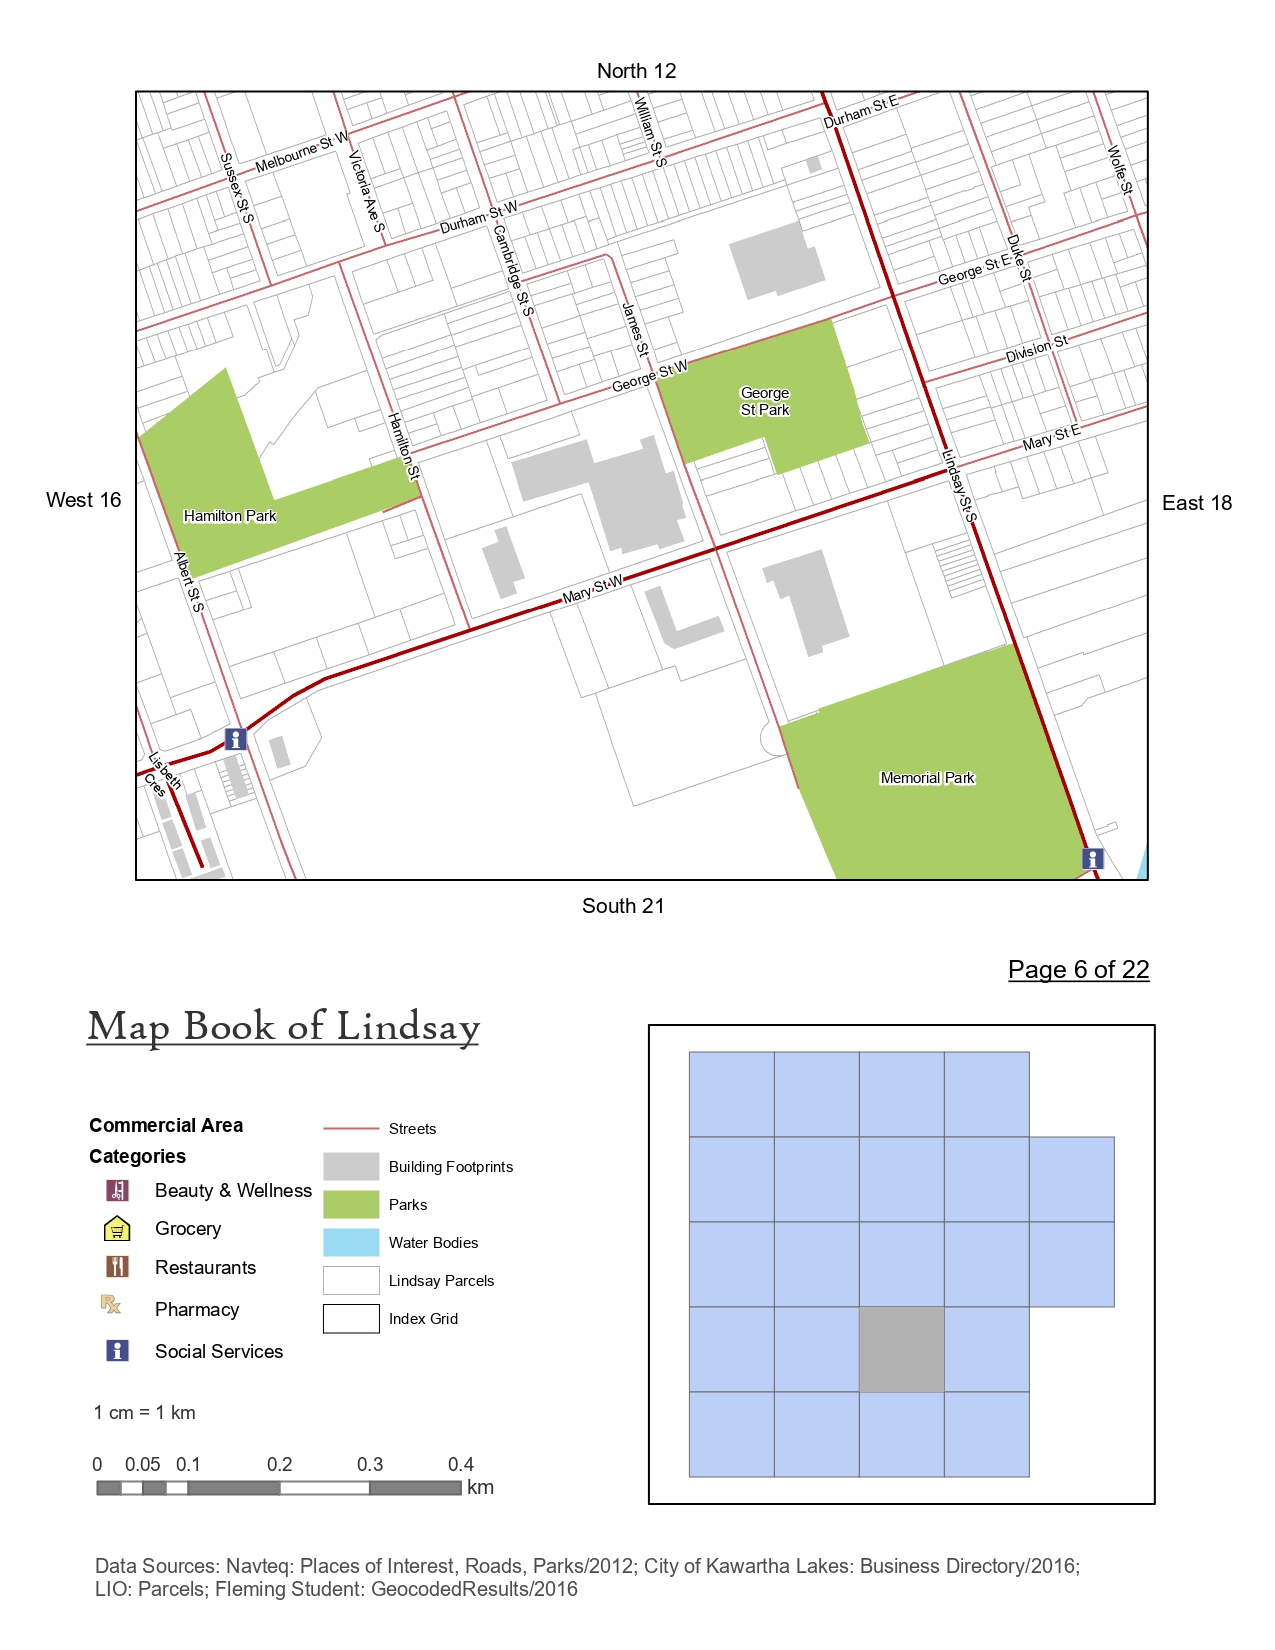 North 12
Durham St E
William St S
Melbourne St W
Victoria Ave S
Sussex St S
Wolfe St
Durham St W
Cambridge St S
Duke St
George St E
James St
Division St
George St W
George
St Park
Hamilton St
Mary St E
Lindsay St S
West 16
East 18
Hamilton Park
Albert St S
Mary St W
Lisbeth
Cres
Memorial Park
South 21
Page 6 of 22
Map Book of Lindsay
Commercial Area
Categories
Beauty & Wellness
Grocery
Restaurants
Rx
Pharmacy
Social Services
Streets
Building Footprints
Parks
Water Bodies
Lindsay Parcels
Index Grid
1 cm = 1 km
0 0.05 0.1 0.2 0.3 0.4
km
Data Sources: Navteq: Places of Interest, Roads, Parks/2012; City of Kawartha Lakes: Business Directory/2016;
LIO: Parcels; Fleming Student: GeocodedResults/2016